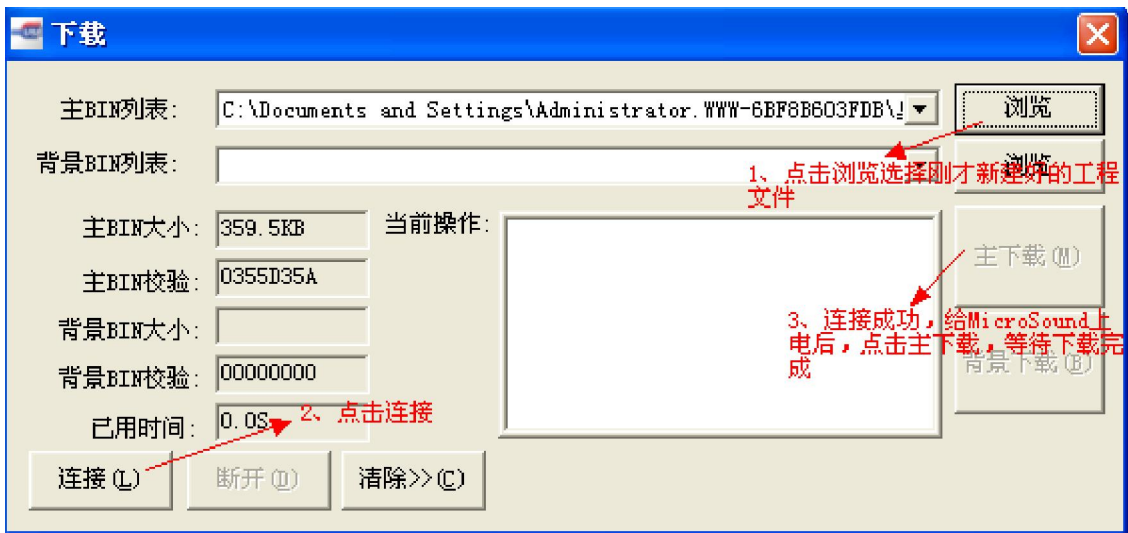 下载
主BIN列表:
C:\Documents and Settings\Administrator.WWW-6BF8B603FDB\
浏览
背景BIN列表:
浏览
1、点击浏览选择刚才新建好的工程
文件
主BIN大小:
359.5KB
当前操作:
主BIN校验:
0355D35A
主下载(M)
背景BIN大小:
3、连接成功，给MicroSound上
电后，点击主下载，等待下载完
成
背景下载(B)
背景BIN校验:
00000000
已用时间:
0.0S
2、点击连接
连接(L)
断开(D)
清除>>(C)